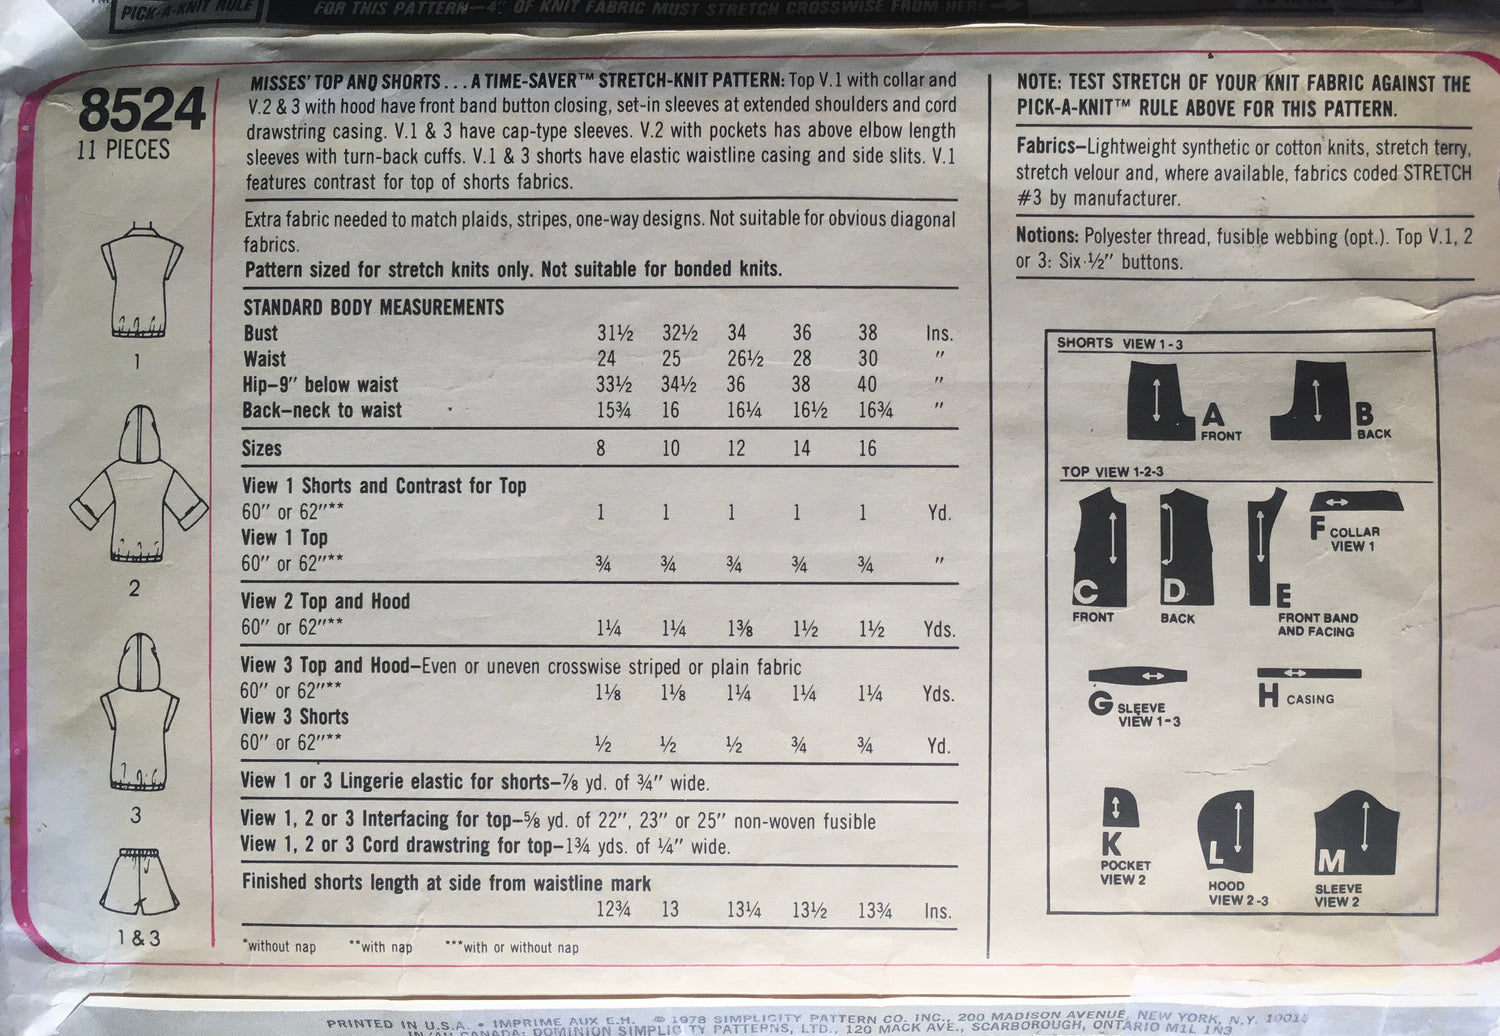 PICK-A-KNIT RULE
FOR THIS PATTERN—4" OF KNIT FABRIC MUST STRETCH CROSSWISE FROM HERE
8524
11 PIECES
1
2
3
1 & 3
MISSES' TOP AND SHORTS...A TIME-SAVER™ STRETCH-KNIT PATTERN: Top V.1 with collar and
V.2 & 3 with hood have front band button closing, set-in sleeves at extended shoulders and cord
drawstring casing. V.1 & 3 have cap-type sleeves. V.2 with pockets has above elbow length
sleeves with turn-back cuffs. V.1 & 3 shorts have elastic waistline casing and side slits. V.1
features contrast for top of shorts fabrics.
Extra fabric needed to match plaids, stripes, one-way designs. Not suitable for obvious diagonal
fabrics.
Pattern sized for stretch knits only. Not suitable for bonded knits.
STANDARD BODY MEASUREMENTS
Bust 31½ 32½ 34 36 38 Ins.
Waist 24 25 26½ 28 30 "
Hip—9" below waist 33½ 34½ 36 38 40 "
Back—neck to waist 15¾ 16 16¼ 16½ 16¾ "
Sizes 8 10 12 14 16
View 1 Shorts and Contrast for Top
60" or 62"** 1 1 1 1 1 Yd.
View 1 Top
60" or 62"** ¾ ¾ ¾ ¾ ¾ "
View 2 Top and Hood
60" or 62"** 1¼ 1¼ 1⅜ 1½ 1½ Yds.
View 3 Top and Hood—Even or uneven crosswise striped or plain fabric
60" or 62"** 1⅛ 1⅛ 1¼ 1¼ 1¼ Yds.
View 3 Shorts
60" or 62"** ½ ½ ½ ¾ ¾ Yd.
View 1 or 3 Lingerie elastic for shorts—⅞ yd. of ¾" wide.
View 1, 2 or 3 Interfacing for top—⅝ yd. of 22", 23" or 25" non-woven fusible
View 1, 2 or 3 Cord drawstring for top—1¾ yds. of ¼" wide.
Finished shorts length at side from waistline mark
12¾ 13 13¼ 13½ 13¾ Ins.
*without nap **with nap ***with or without nap
NOTE: TEST STRETCH OF YOUR KNIT FABRIC AGAINST THE
PICK-A-KNIT™ RULE ABOVE FOR THIS PATTERN.
Fabrics—Lightweight synthetic or cotton knits, stretch terry,
stretch velour and, where available, fabrics coded STRETCH
#3 by manufacturer.
Notions: Polyester thread, fusible webbing (opt.). Top V.1, 2
or 3: Six ½" buttons.
SHORTS VIEW 1-3
A
FRONT
B
BACK
TOP VIEW 1-2-3
C
FRONT
D
BACK
E
FRONT BAND
AND FACING
F COLLAR
VIEW 1
G SLEEVE
VIEW 1-3
H CASING
K
POCKET
VIEW 2
L
HOOD
VIEW 2-3
M
SLEEVE
VIEW 2
PRINTED IN U.S.A. • IMPRIME AUX E.H. © 1978 SIMPLICITY PATTERN CO. INC., 200 MADISON AVENUE, NEW YORK, N.Y.
CANADA: DOMINION SIMPLICITY PATTERNS, LTD., 120 MACK AVE., SCARBOROUGH, ONTARIO M1L 1N3